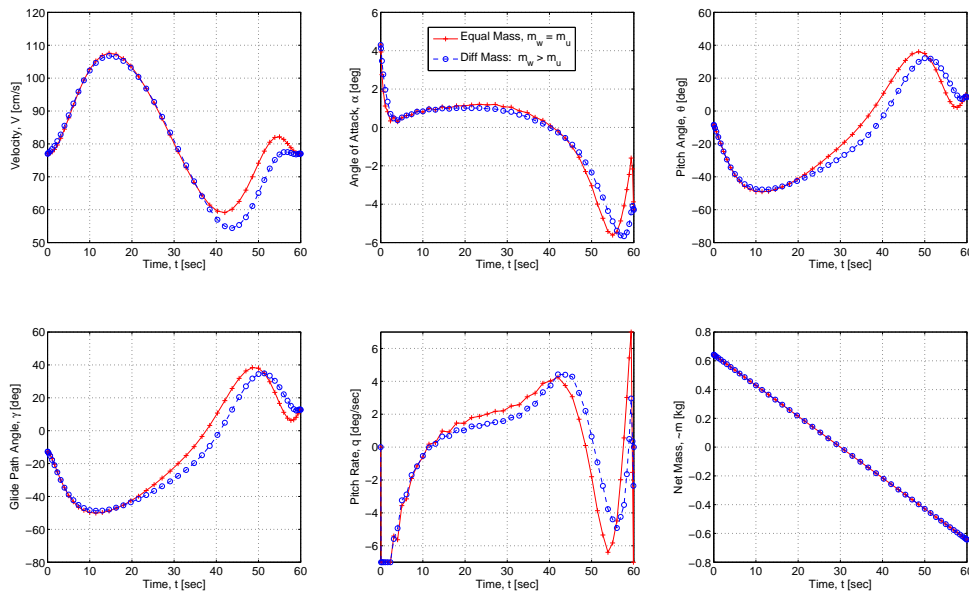 120
110
100
90
80
70
60
50
0 10 20 30 40 50 60
Velocity, V [cm/s]
Time, t [sec]
6
4
2
0
−2
−4
−6
0 10 20 30 40 50 60
Angle of Attack, α [deg]
Time, t [sec]
Equal Mass, m_w = m_u
Diff Mass: m_w > m_u
60
40
20
0
−20
−40
−60
−80
0 10 20 30 40 50 60
Pitch Angle, θ [deg]
Time, t [sec]
60
40
20
0
−20
−40
−60
−80
0 10 20 30 40 50 60
Glide Path Angle, γ [deg]
Time, t [sec]
6
4
2
0
−2
−4
−6
0 10 20 30 40 50 60
Pitch Rate, q [deg/sec]
Time, t [sec]
0.8
0.6
0.4
0.2
0
−0.2
−0.4
−0.6
−0.8
0 10 20 30 40 50 60
Net Mass, ~m [kg]
Time, t [sec]